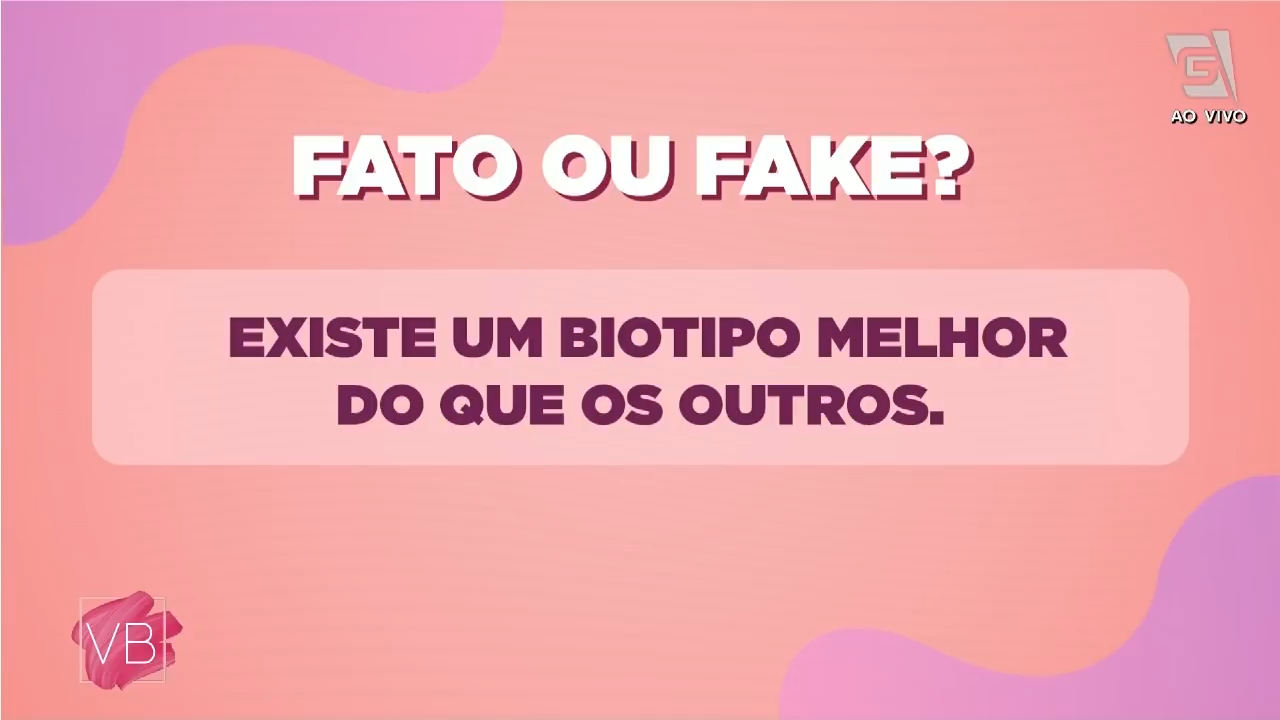 AO VIVO
FATO OU FAKE?
EXISTE UM BIOTIPO MELHOR
DO QUE OS OUTROS.
VB